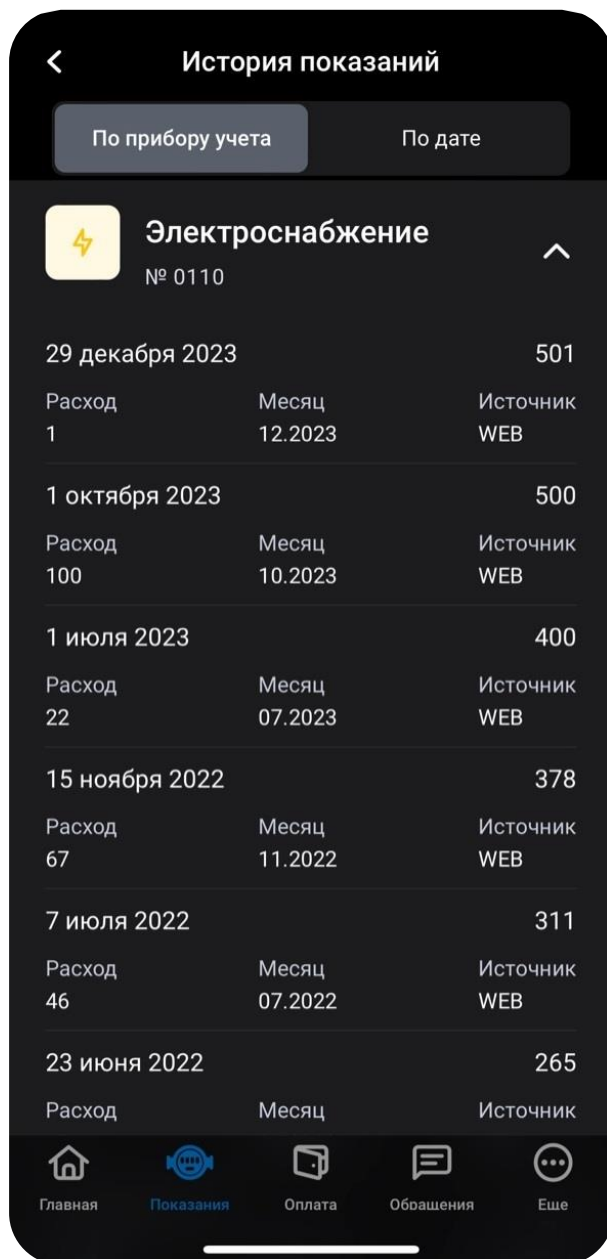 История показаний
По прибору учета По дате
Электроснабжение
№ 0110
29 декабря 2023 501
Расход Месяц Источник
1 12.2023 WEB
1 октября 2023 500
Расход Месяц Источник
100 10.2023 WEB
1 июля 2023 400
Расход Месяц Источник
22 07.2023 WEB
15 ноября 2022 378
Расход Месяц Источник
67 11.2022 WEB
7 июля 2022 311
Расход Месяц Источник
46 07.2022 WEB
23 июня 2022 265
Расход Месяц Источник
Главная Показания Оплата Обращения Еще